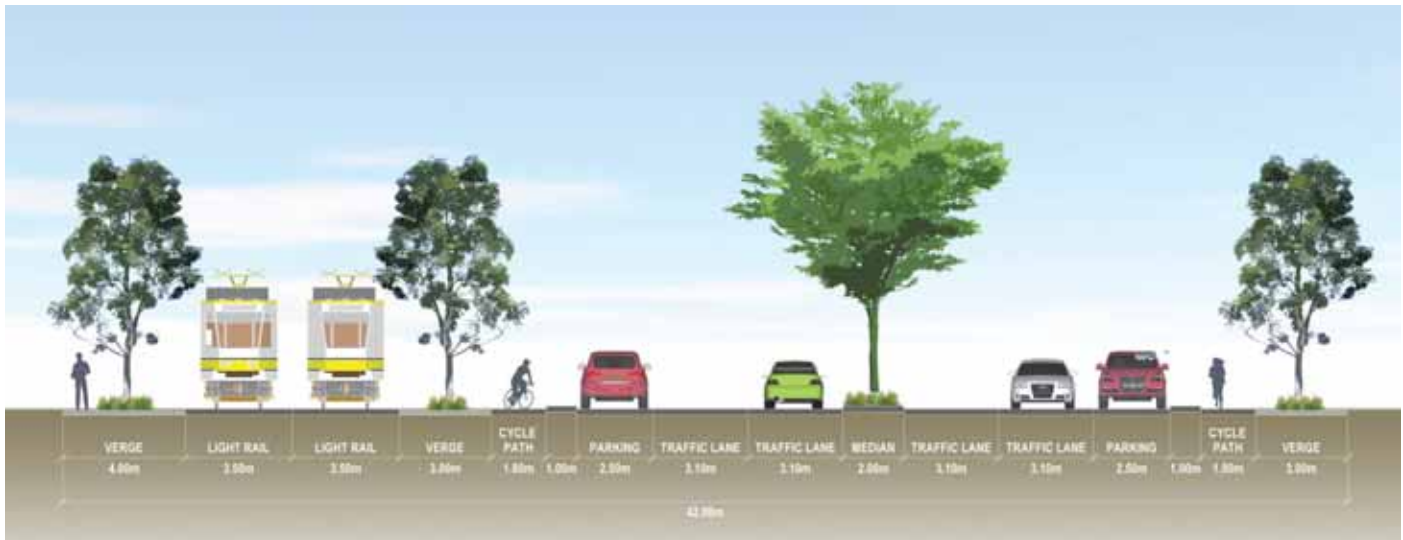 VERGE
4.00m
LIGHT RAIL
3.50m
LIGHT RAIL
3.50m
VERGE
3.00m
CYCLE
PATH
1.80m
1.00m
PARKING
2.50m
TRAFFIC LANE
3.10m
TRAFFIC LANE
3.10m
MEDIAN
2.00m
TRAFFIC LANE
3.10m
TRAFFIC LANE
3.10m
PARKING
2.50m
1.00m
CYCLE
PATH
1.80m
VERGE
3.00m
42.00m